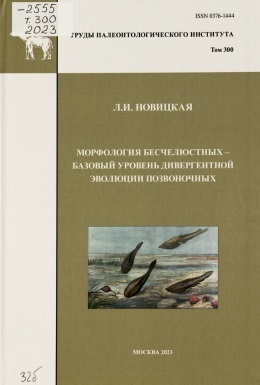 -2555
т. 300
2023
ISSN 0376-1444
ТРУДЫ ПАЛЕОНТОЛОГИЧЕСКОГО ИНСТИТУТА
Том 300
Л.И. НОВИЦКАЯ
МОРФОЛОГИЯ БЕСЧЕЛЮСТНЫХ –
БАЗОВЫЙ УРОВЕНЬ ДИВЕРГЕНТНОЙ
ЭВОЛЮЦИИ ПОЗВОНОЧНЫХ
МОСКВА 2023
326